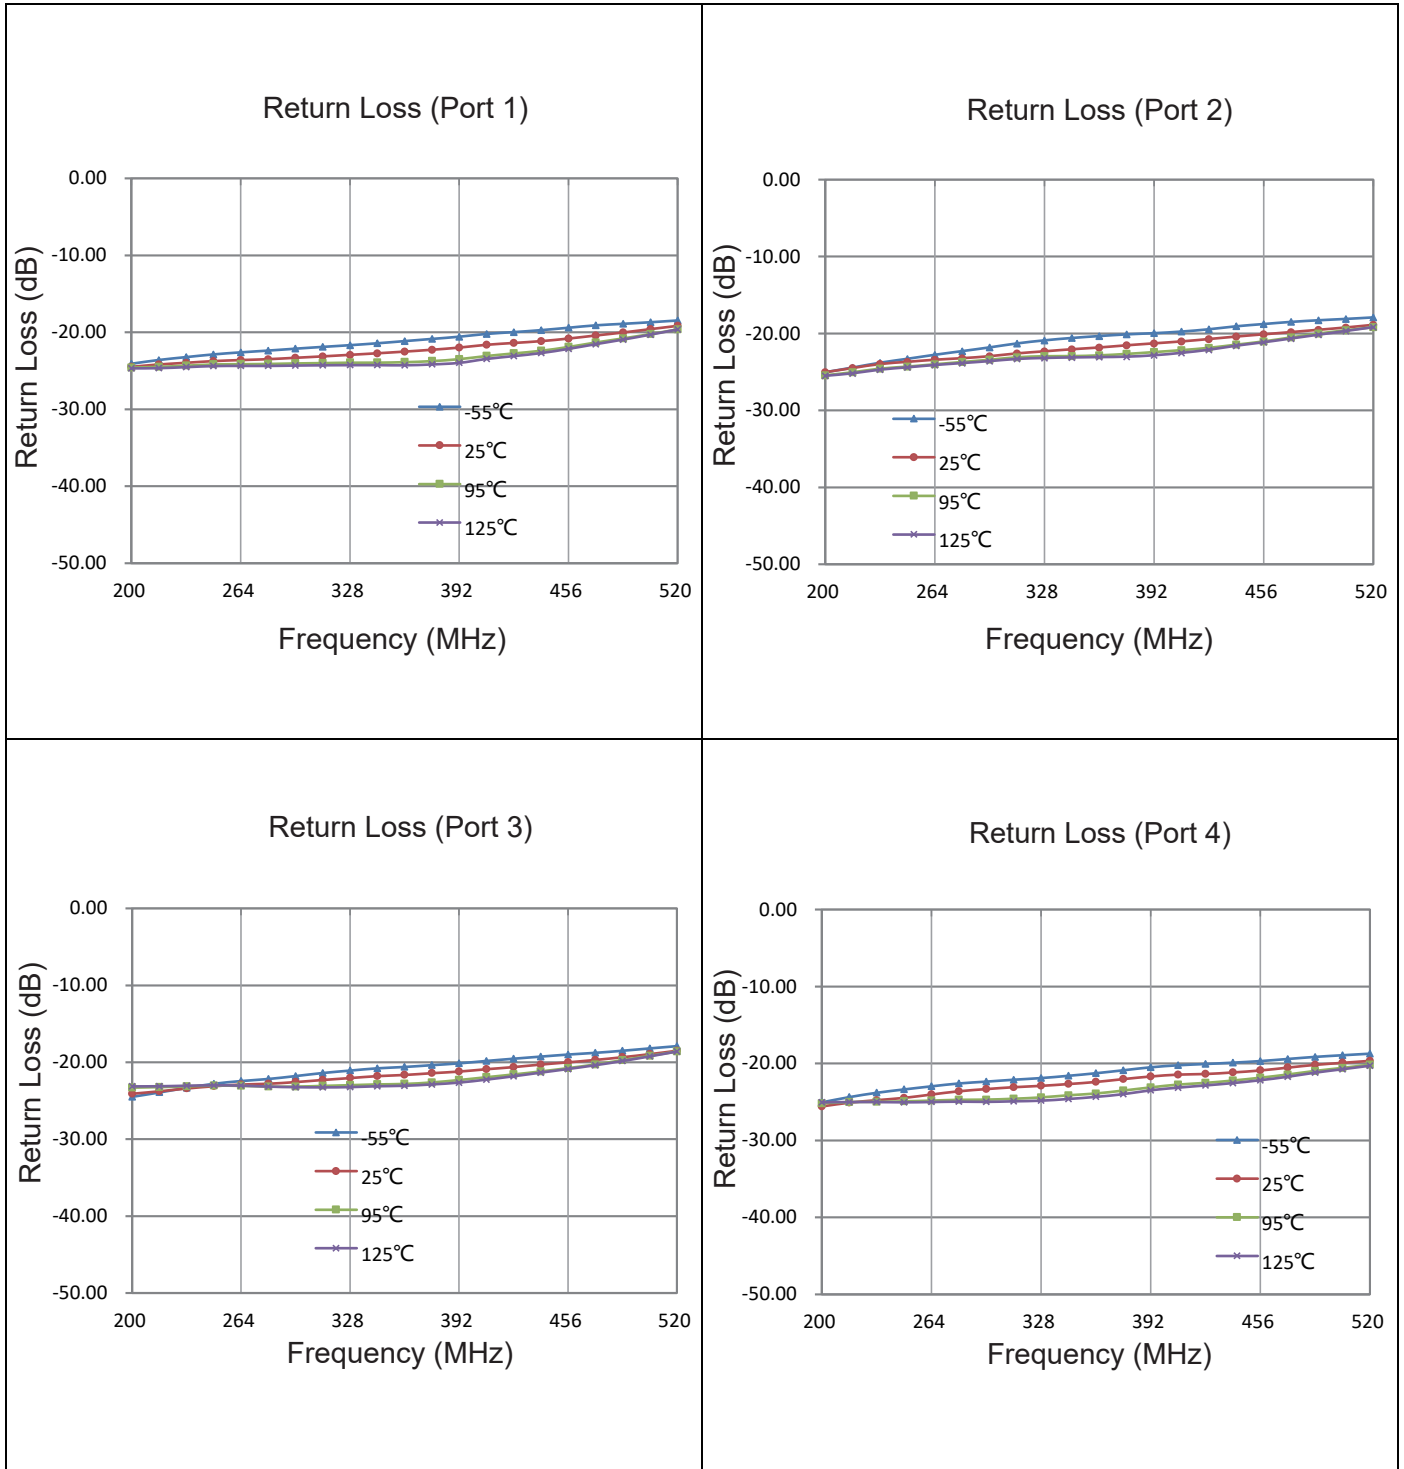 Return Loss (Port 1)
Return Loss (dB)
0.00
-10.00
-20.00
-30.00
-40.00
-50.00
-55℃
25℃
95℃
125℃
200 264 328 392 456 520
Frequency (MHz)
Return Loss (Port 2)
Return Loss (dB)
0.00
-10.00
-20.00
-30.00
-40.00
-50.00
-55℃
25℃
95℃
125℃
200 264 328 392 456 520
Frequency (MHz)
Return Loss (Port 3)
Return Loss (dB)
0.00
-10.00
-20.00
-30.00
-40.00
-50.00
-55℃
25℃
95℃
125℃
200 264 328 392 456 520
Frequency (MHz)
Return Loss (Port 4)
Return Loss (dB)
0.00
-10.00
-20.00
-30.00
-40.00
-50.00
-55℃
25℃
95℃
125℃
200 264 328 392 456 520
Frequency (MHz)